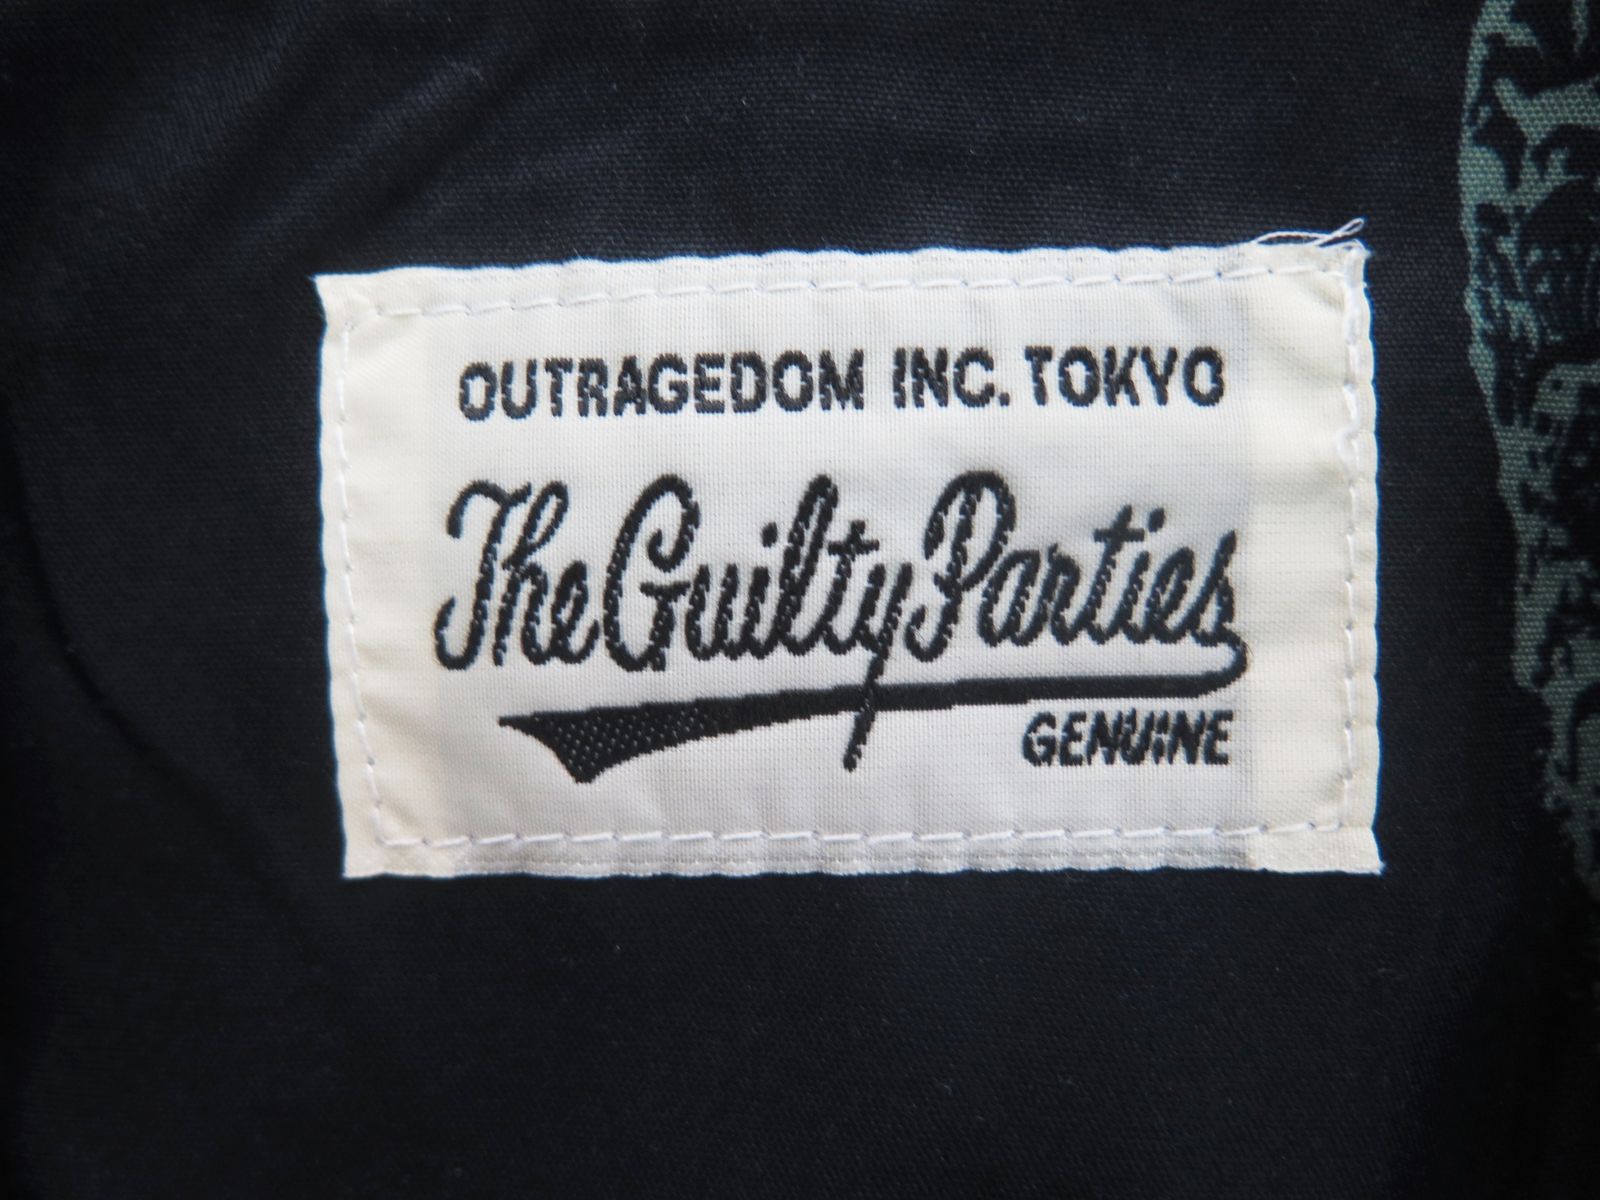 OUTRAGEDOM INC. TOKYO
The Guilty Parties
GENUINE